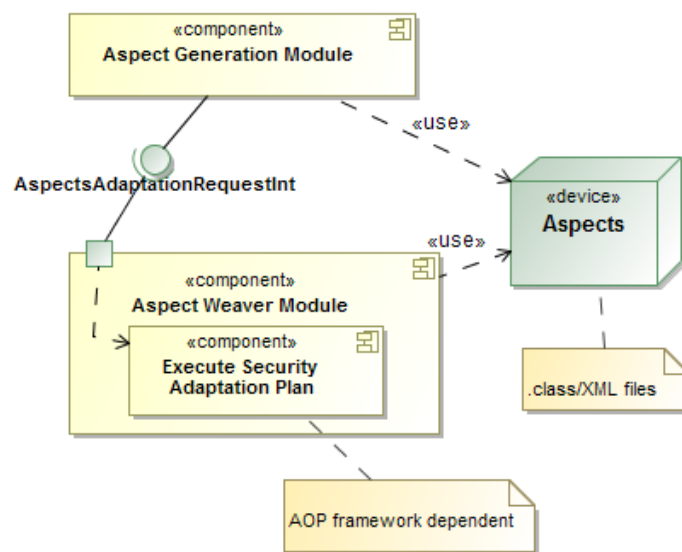 «component»
Aspect Generation Module
«use»
AspectsAdaptationRequestInt
«device»
Aspects
«use»
«component»
Aspect Weaver Module
«component»
Execute Security
Adaptation Plan
.class/XML files
AOP framework dependent